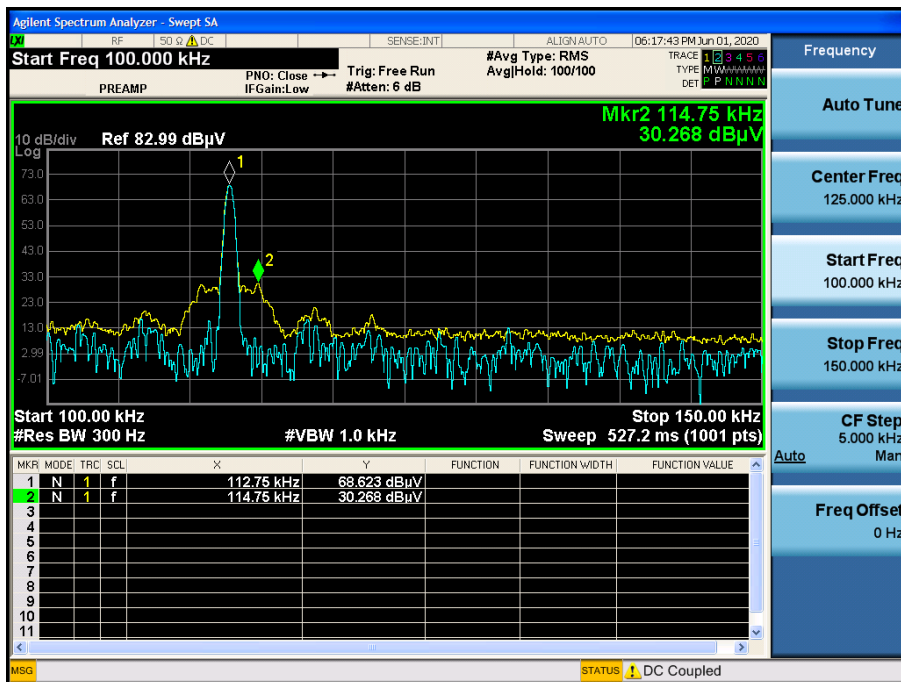 Agilent Spectrum Analyzer - Swept SA
LXI RF 50 Ω DC SENSE:INT ALIGN AUTO 06:17:43 PM Jun 01, 2020
Start Freq 100.000 kHz
PREAMP
PNO: Close
IFGain:Low
Trig: Free Run
#Atten: 6 dB
#Avg Type: RMS
Avg|Hold: 100/100
TRACE 1 2 3 4 5 6
TYPE MWWWWW
DET P P N N N N
Frequency
Auto Tune
Center Freq
125.000 kHz
Start Freq
100.000 kHz
Stop Freq
150.000 kHz
CF Step
5.000 kHz
Auto Man
Freq Offset
0 Hz
Mkr2 114.75 kHz
30.268 dBµV
10 dB/div Ref 82.99 dBµV
Log
73.0
63.0
53.0
43.0
33.0
23.0
13.0
2.99
-7.01
1
2
Start 100.00 kHz Stop 150.00 kHz
#Res BW 300 Hz #VBW 1.0 kHz Sweep 527.2 ms (1001 pts)
MKR MODE TRC SCL X Y FUNCTION FUNCTION WIDTH FUNCTION VALUE
1 N 1 f 112.75 kHz 68.623 dBµV
2 N 1 f 114.75 kHz 30.268 dBµV
3
4
5
6
7
8
9
10
11
MSG STATUS DC Coupled